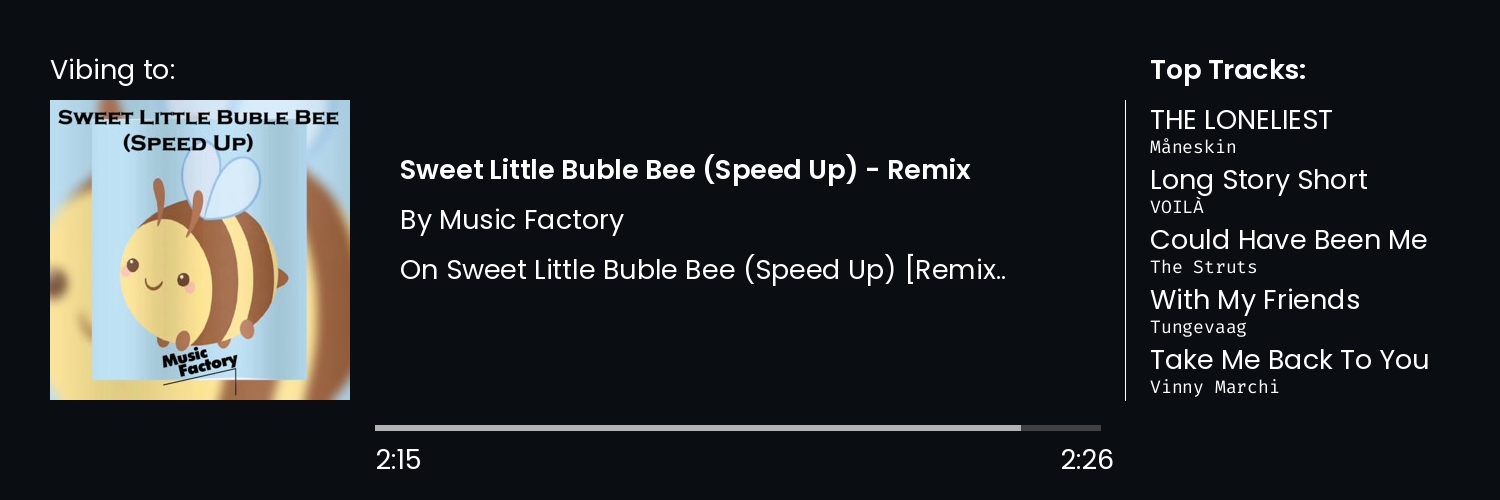 Vibing to:
Sweet Little Buble Bee
(Speed Up)
Music
Factory
Sweet Little Buble Bee (Speed Up) - Remix
By Music Factory
On Sweet Little Buble Bee (Speed Up) [Remix..
2:15
2:26
Top Tracks:
THE LONELIEST
Måneskin
Long Story Short
VOILÀ
Could Have Been Me
The Struts
With My Friends
Tungevaag
Take Me Back To You
Vinny Marchi